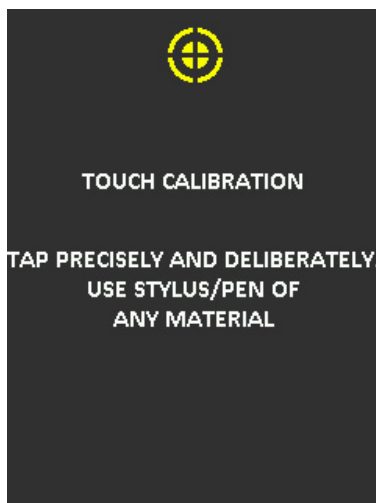 TOUCH CALIBRATION
TAP PRECISELY AND DELIBERATELY.
USE STYLUS/PEN OF
ANY MATERIAL